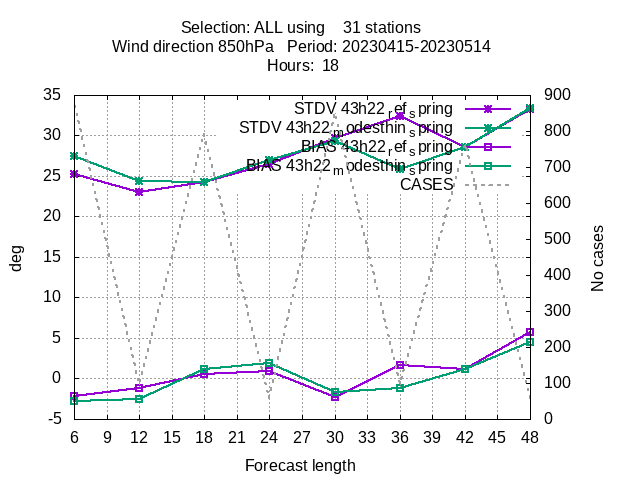 Selection: ALL using    31 stations
Wind direction 850hPa   Period: 20230415-20230514
Hours:  18
35
30
25
20
15
10
5
0
-5
deg
STDV 43h22_ref_spring
STDV 43h22_modesthin_spring
BIAS 43h22_ref_spring
BIAS 43h22_modesthin_spring
CASES
900
800
700
600
500
400
300
200
100
0
No cases
6 9 12 15 18 21 24 27 30 33 36 39 42 45 48
Forecast length